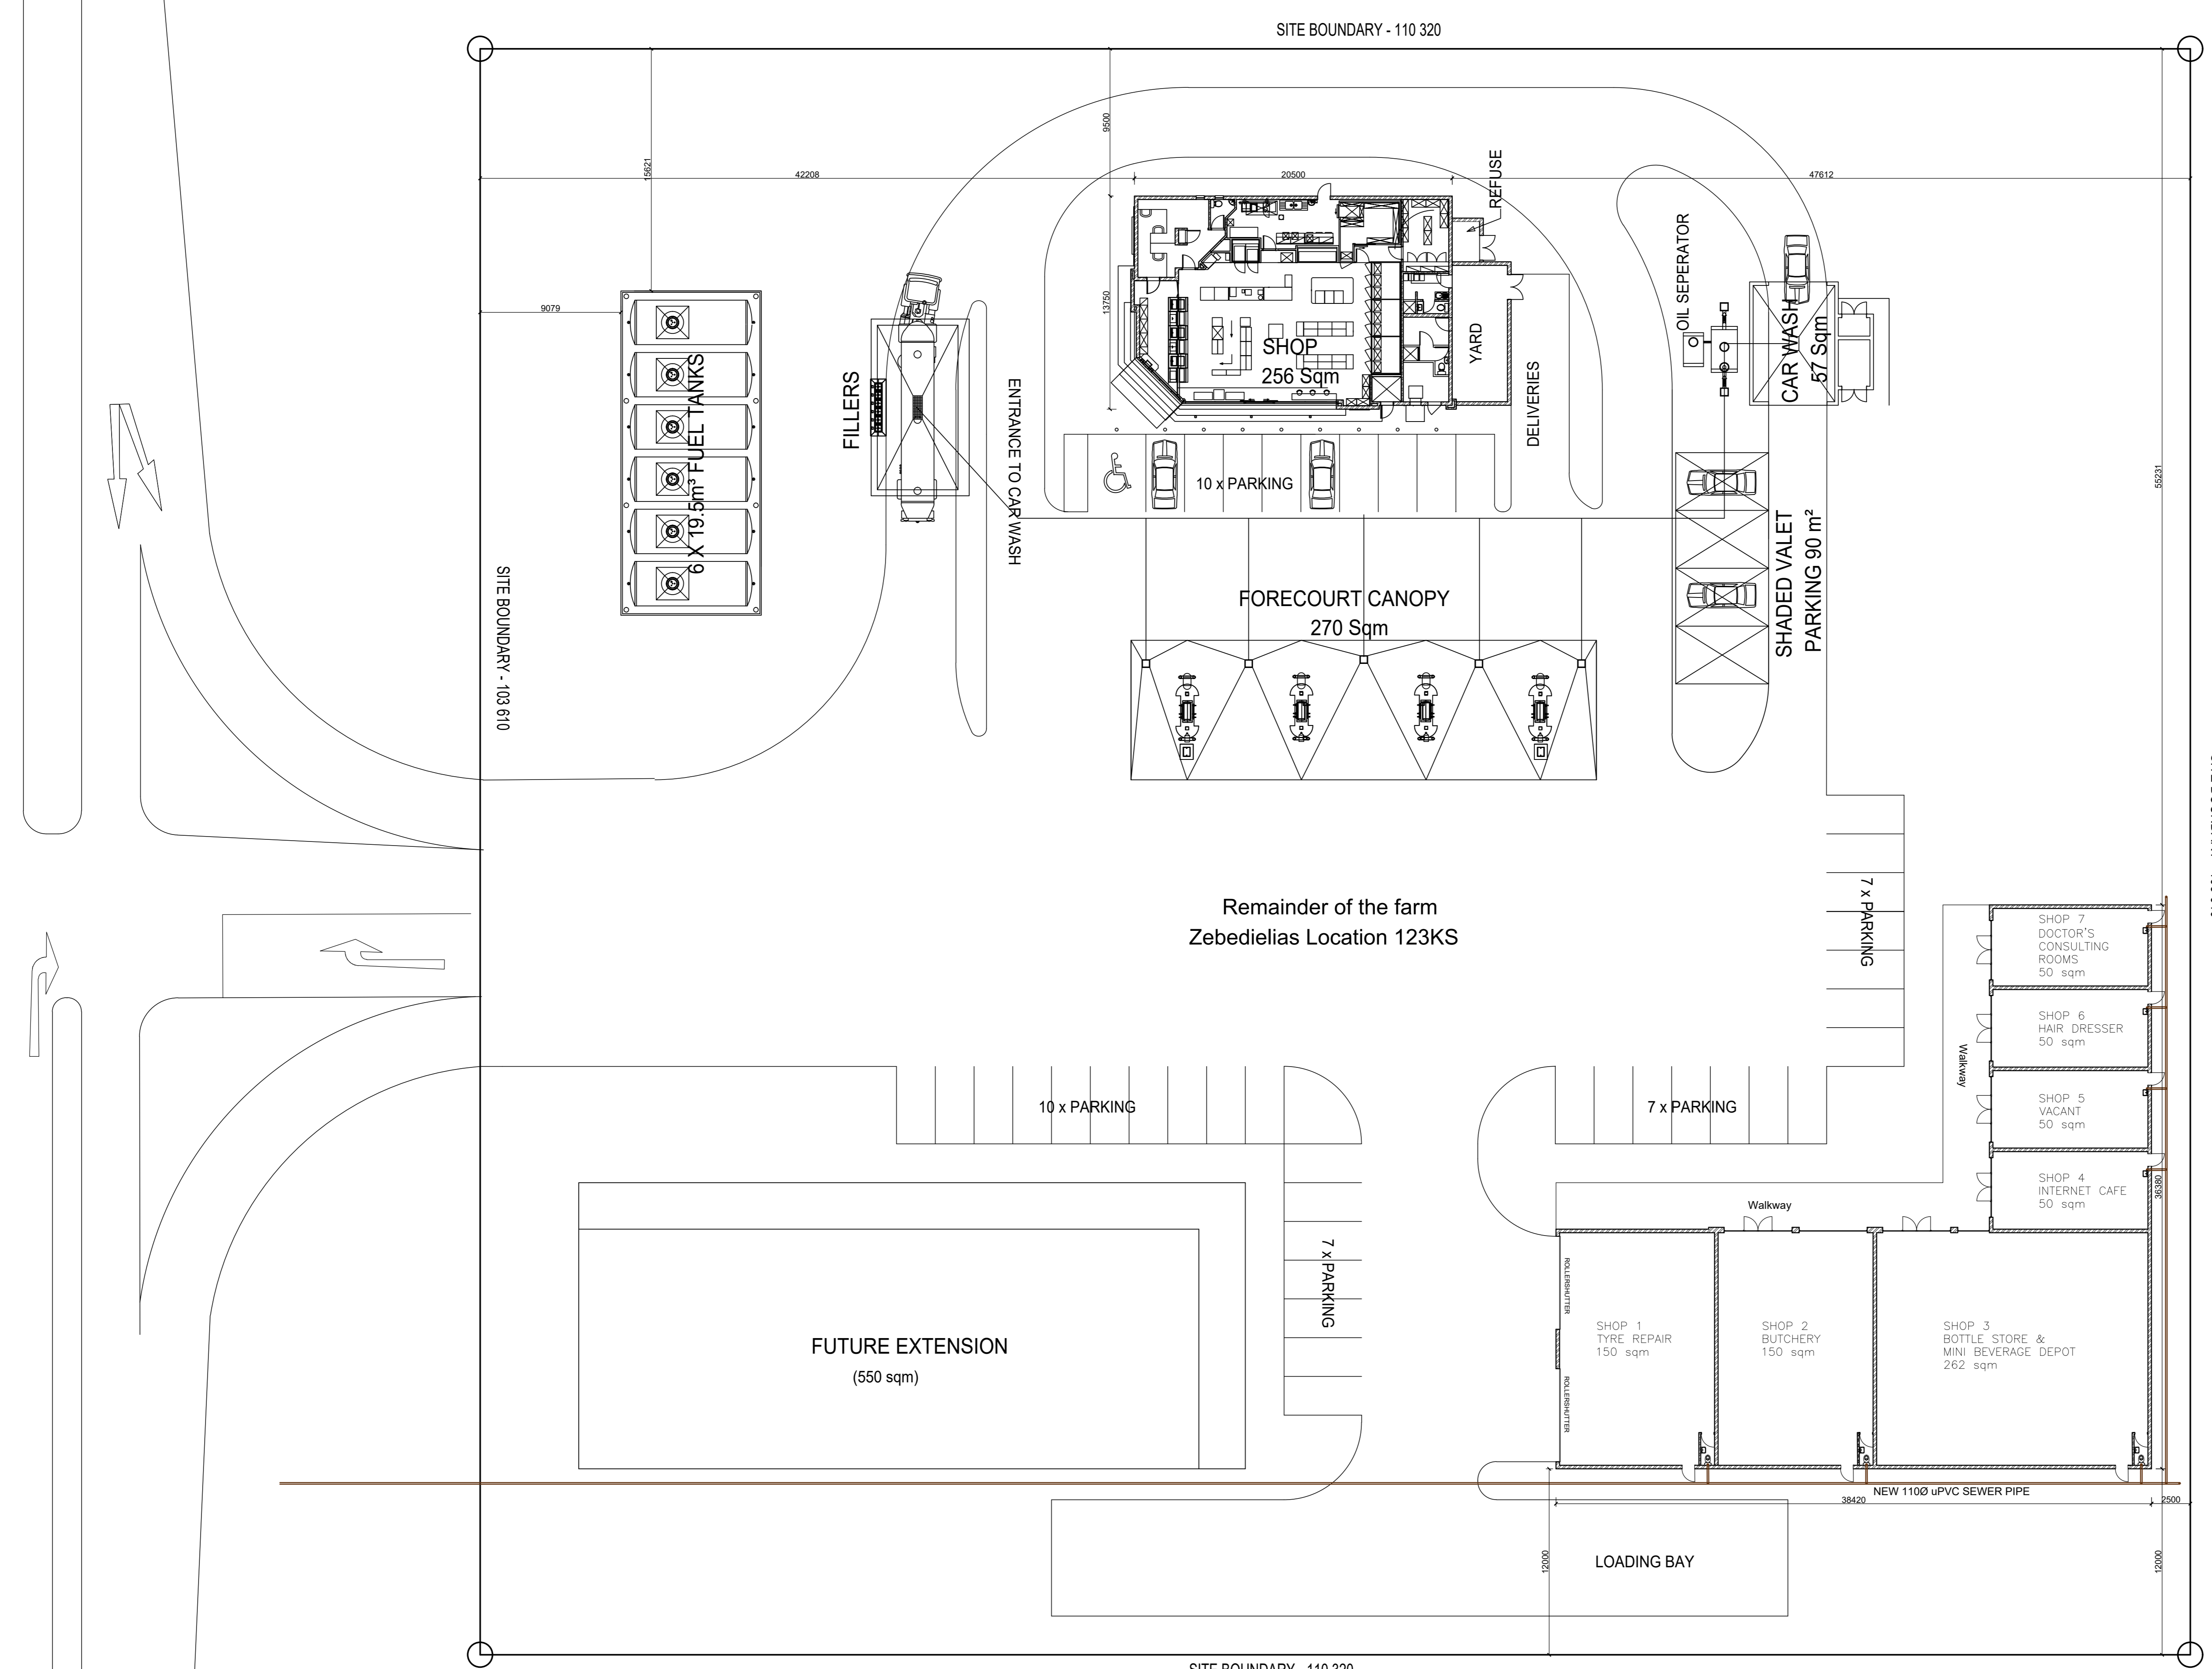 SITE BOUNDARY - 110 320
15621
9500
42208
20500
47612
REFUSE
OIL SEPERATOR
9079
13750
6 X 19.5m³ FUEL TANKS
FILLERS
ENTRANCE TO CAR WASH
SHOP
256 Sqm
YARD
DELIVERIES
CAR WASH
57 Sqm
10 x PARKING
55231
SHADED VALET
PARKING 90 m²
SITE BOUNDARY - 103 610
FORECOURT CANOPY
270 Sqm
Remainder of the farm
Zebedielias Location 123KS
7 x PARKING
SHOP 7
DOCTOR'S
CONSULTING
ROOMS
50 sqm
SHOP 6
HAIR DRESSER
50 sqm
Walkway
SHOP 5
VACANT
50 sqm
SHOP 4
INTERNET CAFE
50 sqm
36380
10 x PARKING
7 x PARKING
Walkway
7 x PARKING
ROLLERSHUTTER
ROLLERSHUTTER
SHOP 1
TYRE REPAIR
150 sqm
SHOP 2
BUTCHERY
150 sqm
SHOP 3
BOTTLE STORE &
MINI BEVERAGE DEPOT
262 sqm
FUTURE EXTENSION
(550 sqm)
NEW 110Ø uPVC SEWER PIPE
38420
2500
12000
LOADING BAY
12000
SITE BOUNDARY - 110 320